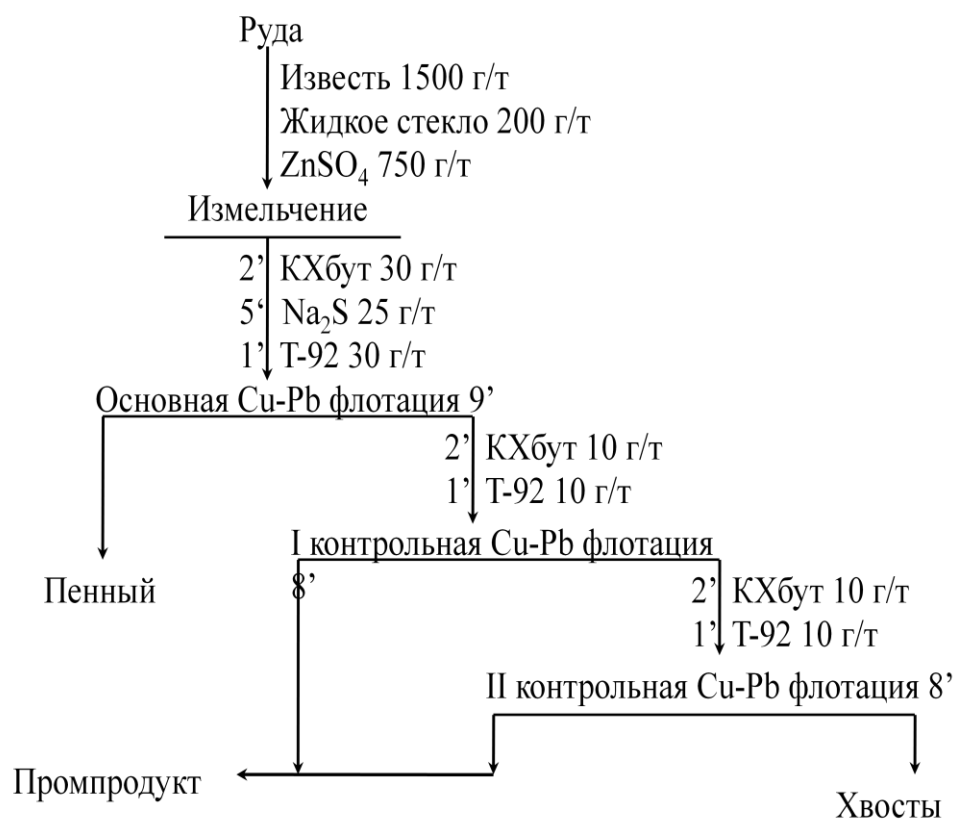 Руда
Известь 1500 г/т
Жидкое стекло 200 г/т
ZnSO₄ 750 г/т
Измельчение
2’ КХбут 30 г/т
5‘ Na₂S 25 г/т
1’ Т-92 30 г/т
Основная Cu-Pb флотация 9’
2’ КХбут 10 г/т
1’ Т-92 10 г/т
I контрольная Cu-Pb флотация
8’
Пенный
2’ КХбут 10 г/т
1’ Т-92 10 г/т
II контрольная Cu-Pb флотация 8’
Промпродукт
Хвосты